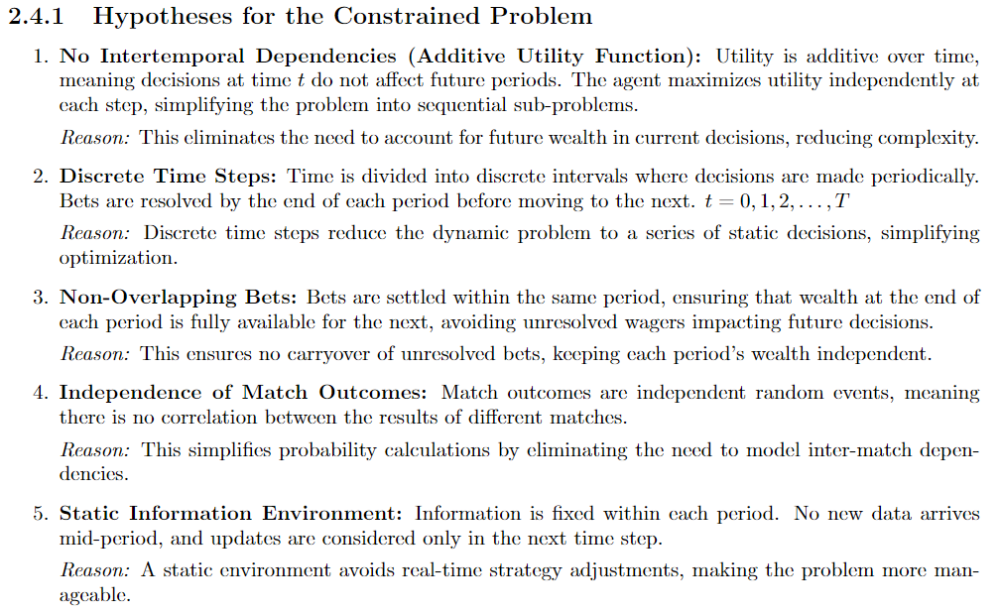 2.4.1 Hypotheses for the Constrained Problem
1. No Intertemporal Dependencies (Additive Utility Function): Utility is additive over time,
meaning decisions at time t do not affect future periods. The agent maximizes utility independently at
each step, simplifying the problem into sequential sub-problems.
Reason: This eliminates the need to account for future wealth in current decisions, reducing complexity.
2. Discrete Time Steps: Time is divided into discrete intervals where decisions are made periodically.
Bets are resolved by the end of each period before moving to the next. t = 0, 1, 2, . . . , T
Reason: Discrete time steps reduce the dynamic problem to a series of static decisions, simplifying
optimization.
3. Non-Overlapping Bets: Bets are settled within the same period, ensuring that wealth at the end of
each period is fully available for the next, avoiding unresolved wagers impacting future decisions.
Reason: This ensures no carryover of unresolved bets, keeping each period's wealth independent.
4. Independence of Match Outcomes: Match outcomes are independent random events, meaning
there is no correlation between the results of different matches.
Reason: This simplifies probability calculations by eliminating the need to model inter-match depen-
dencies.
5. Static Information Environment: Information is fixed within each period. No new data arrives
mid-period, and updates are considered only in the next time step.
Reason: A static environment avoids real-time strategy adjustments, making the problem more man-
ageable.